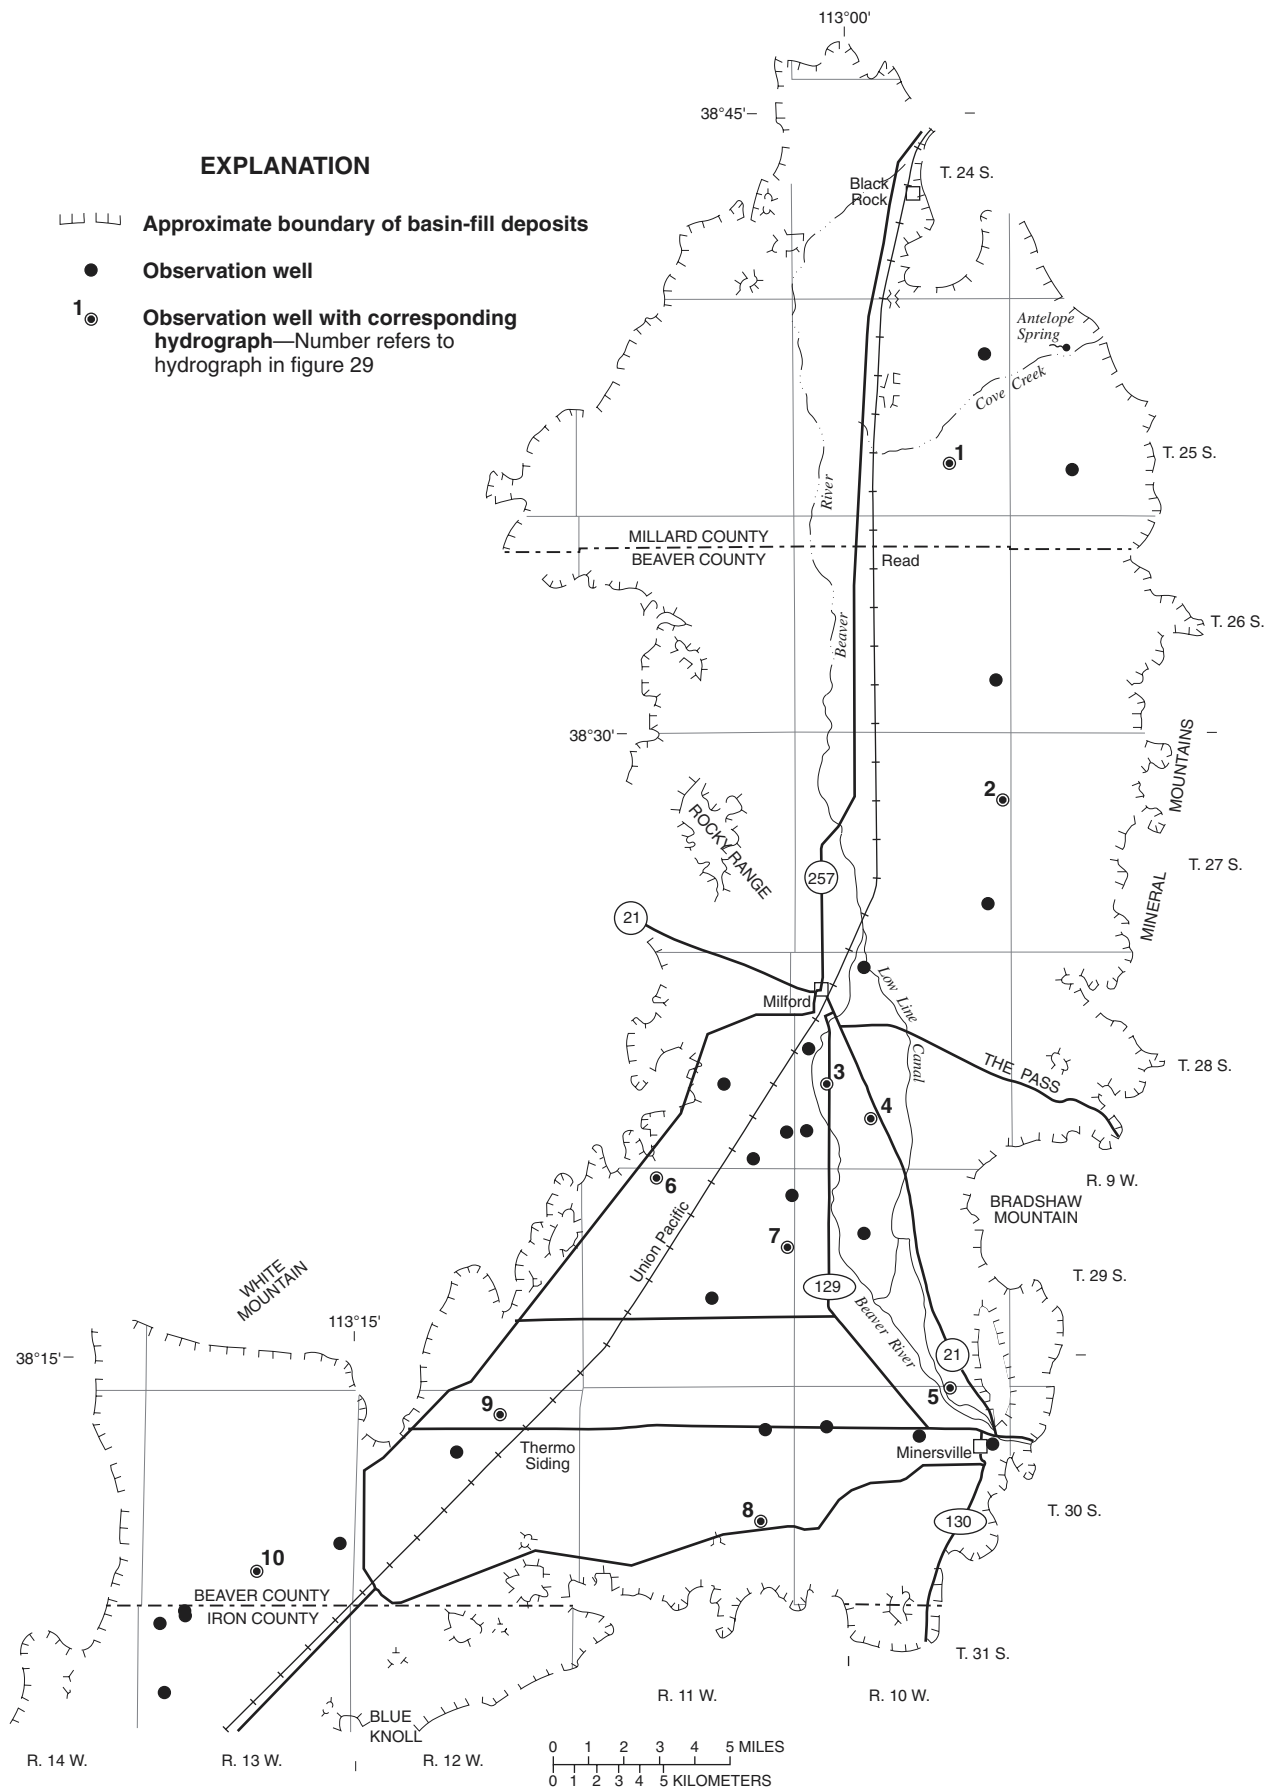 113°00'
38°45'
EXPLANATION
Approximate boundary of basin-fill deposits
Observation well
1
Observation well with corresponding
hydrograph—Number refers to
hydrograph in figure 29
Black
Rock
T. 24 S.
Antelope
Spring
Cove Creek
1
T. 25 S.
River
MILLARD COUNTY
BEAVER COUNTY
Read
Beaver
T. 26 S.
38°30'
MOUNTAINS
2
ROCKY RANGE
257
T. 27 S.
MINERAL
21
Low Line
Canal
Milford
THE PASS
T. 28 S.
3
4
6
R. 9 W.
BRADSHAW
MOUNTAIN
Union Pacific
7
WHITE
MOUNTAIN
129
T. 29 S.
Beaver River
113°15'
38°15'
21
5
9
Thermo
Siding
Minersville
8
T. 30 S.
130
10
BEAVER COUNTY
IRON COUNTY
T. 31 S.
R. 11 W.
R. 10 W.
BLUE
KNOLL
R. 14 W.
R. 13 W.
R. 12 W.
0 1 2 3 4 5 MILES
0 1 2 3 4 5 KILOMETERS